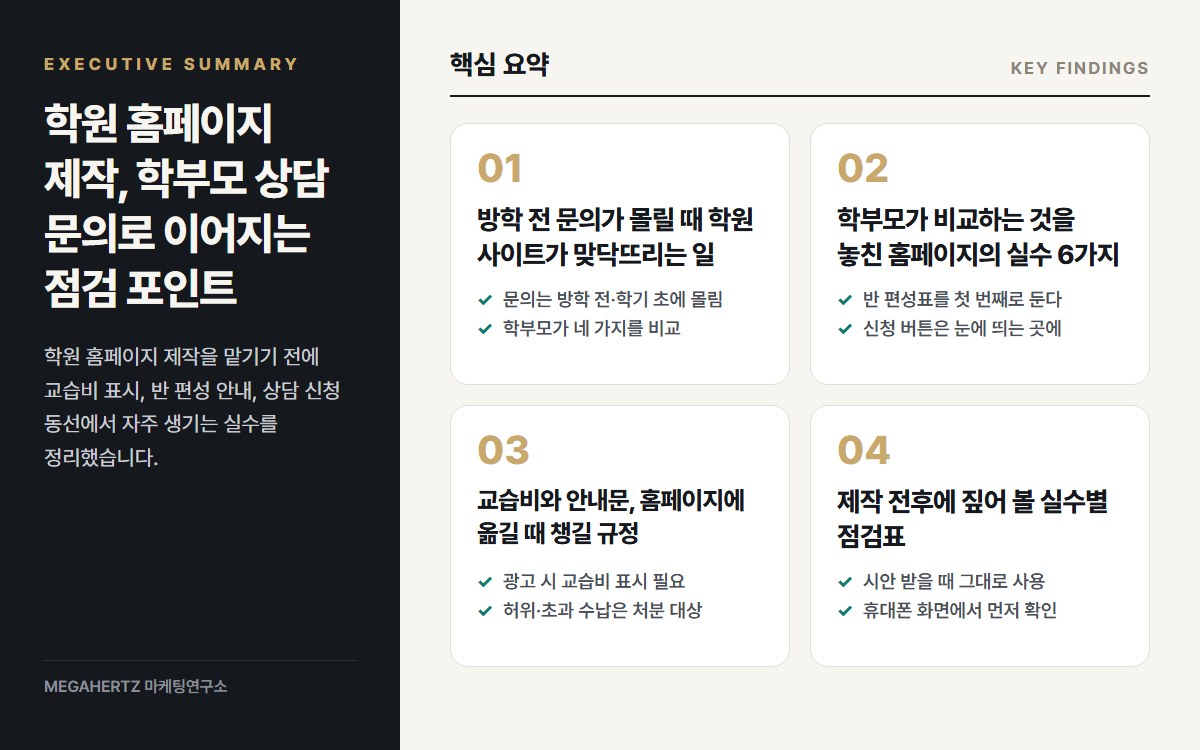 EXECUTIVE SUMMARY
학원 홈페이지
제작, 학부모 상담
문의로 이어지는
점검 포인트
학원 홈페이지 제작을 맡기기 전에
교습비 표시, 반 편성 안내, 상담 신청
동선에서 자주 생기는 실수를
정리했습니다.
MEGAHERTZ 마케팅연구소
핵심 요약
KEY FINDINGS
01
방학 전 문의가 몰릴 때 학원
사이트가 맞닥뜨리는 일
✓ 문의는 방학 전·학기 초에 몰림
✓ 학부모가 네 가지를 비교
02
학부모가 비교하는 것을
놓친 홈페이지의 실수 6가지
✓ 반 편성표를 첫 번째로 둔다
✓ 신청 버튼은 눈에 띄는 곳에
03
교습비와 안내문, 홈페이지에
옮길 때 챙길 규정
✓ 광고 시 교습비 표시 필요
✓ 허위·초과 수납은 처분 대상
04
제작 전후에 짚어 볼 실수별
점검표
✓ 시안 받을 때 그대로 사용
✓ 휴대폰 화면에서 먼저 확인